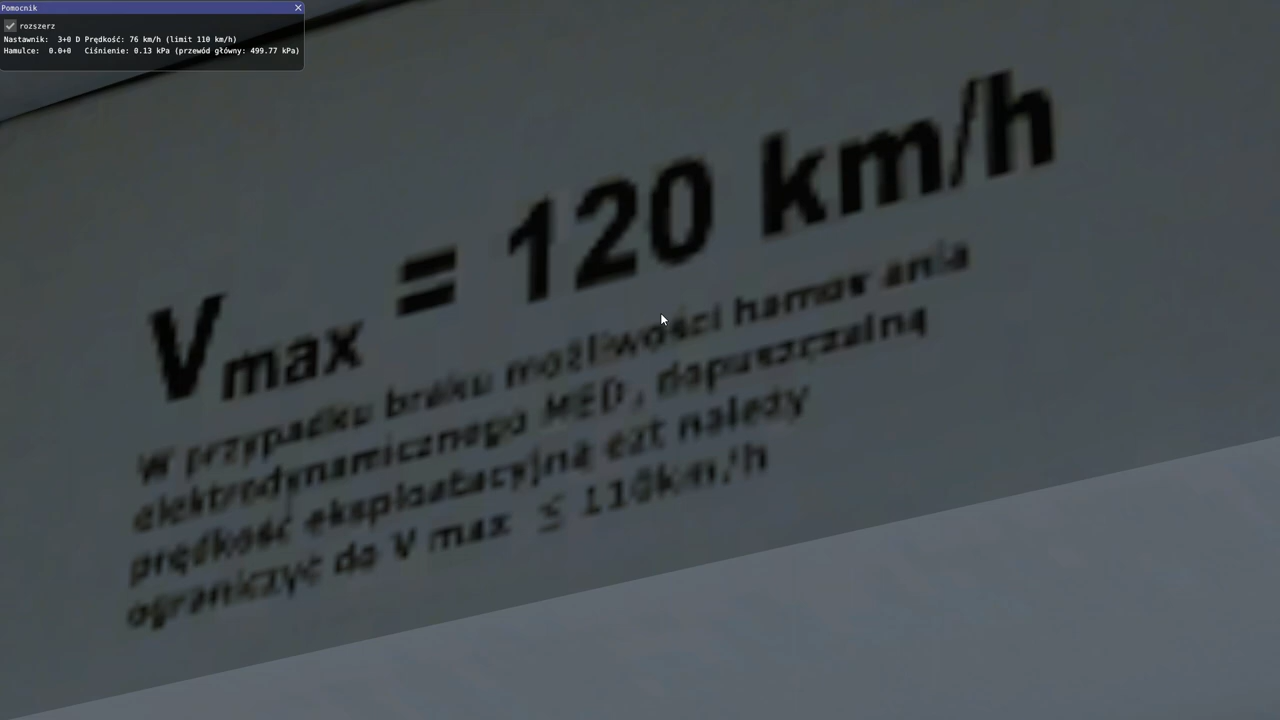 Pomocnik
rozszerz
Nastawnik: 3+0 D Prędkość: 76 km/h (limit 110 km/h)
Hamulce: 0.0+0 Ciśnienie: 0.13 kPa (przewód główny: 499.77 kPa)
Vmax = 120 km/h
W przypadku braku możliwości hamowania
elektrodynamicznego MED, dopuszczalną
prędkość eksploatacyjną ezt należy
ograniczyć do V max ≤ 110km/h